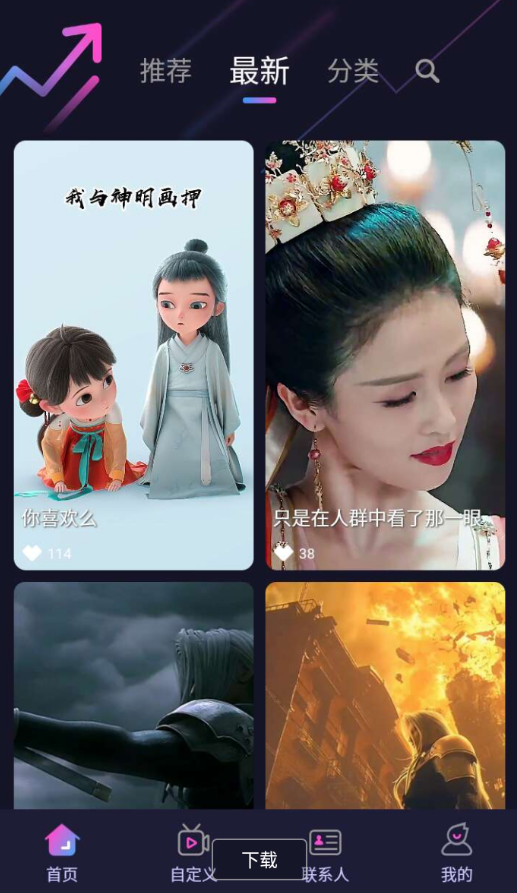 推荐 最新 分类
我与神明画押
你喜欢么
114
只是在人群中看了那一眼
38
首页 自定义 下载 联系人 我的